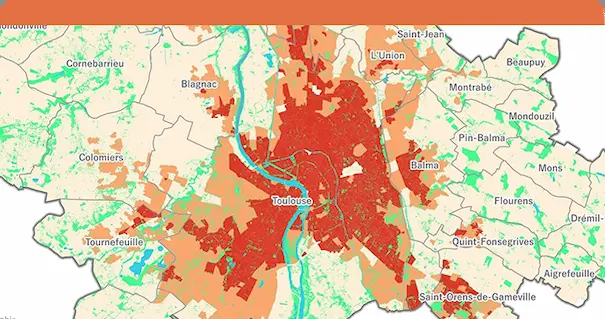 Mondonville
Saint-Jean
L'Union
Cornebarrieu
Beaupuy
Blagnac
Montrabé
Mondouzil
Pin-Balma
Colomiers
Balma
Mons
Toulouse
Flourens
Drémil-
Tournefeuille
Quint-Fonsegrives
Aigrefeuille
Saint-Orens-de-Gameville